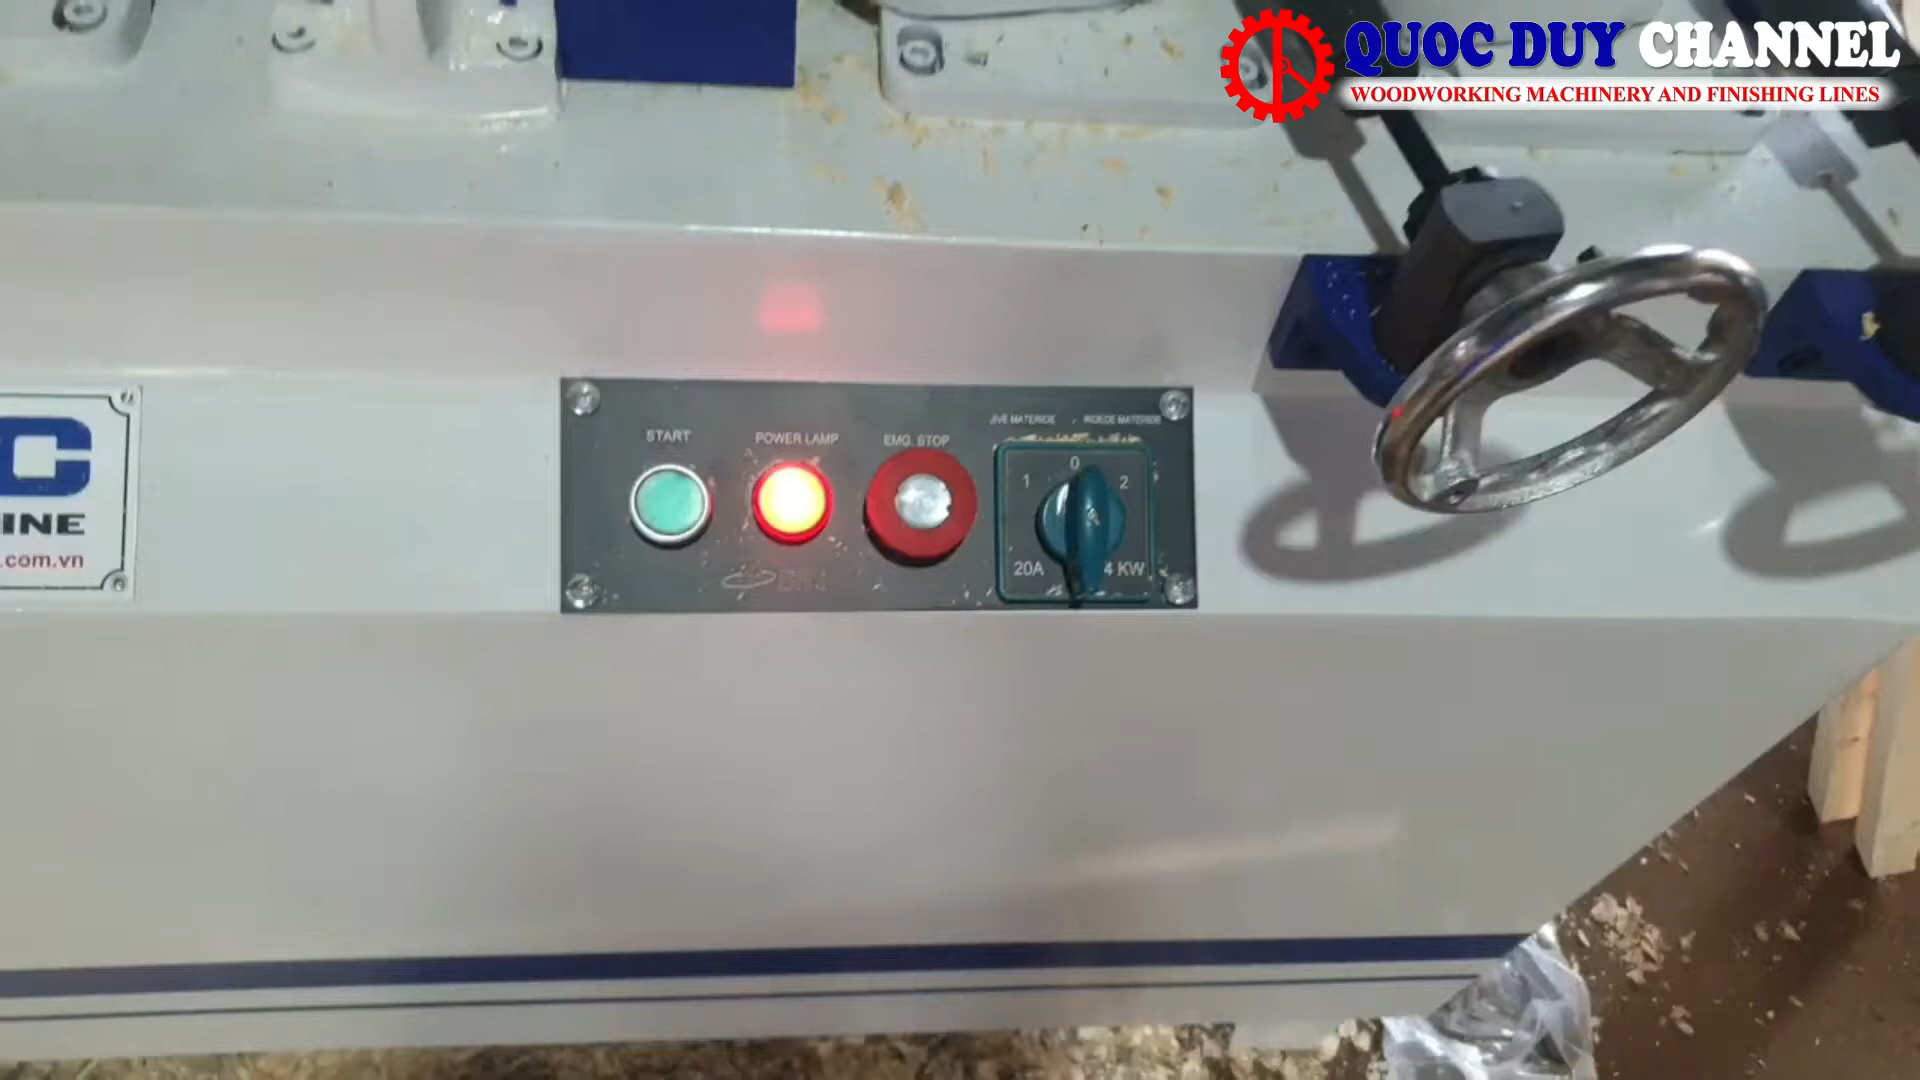 QUOC DUY CHANNEL
WOODWORKING MACHINERY AND FINISHING LINES
C
INE
.com.vn
START
POWER LAMP
EMG. STOP
0
1
2
20A
4 KW